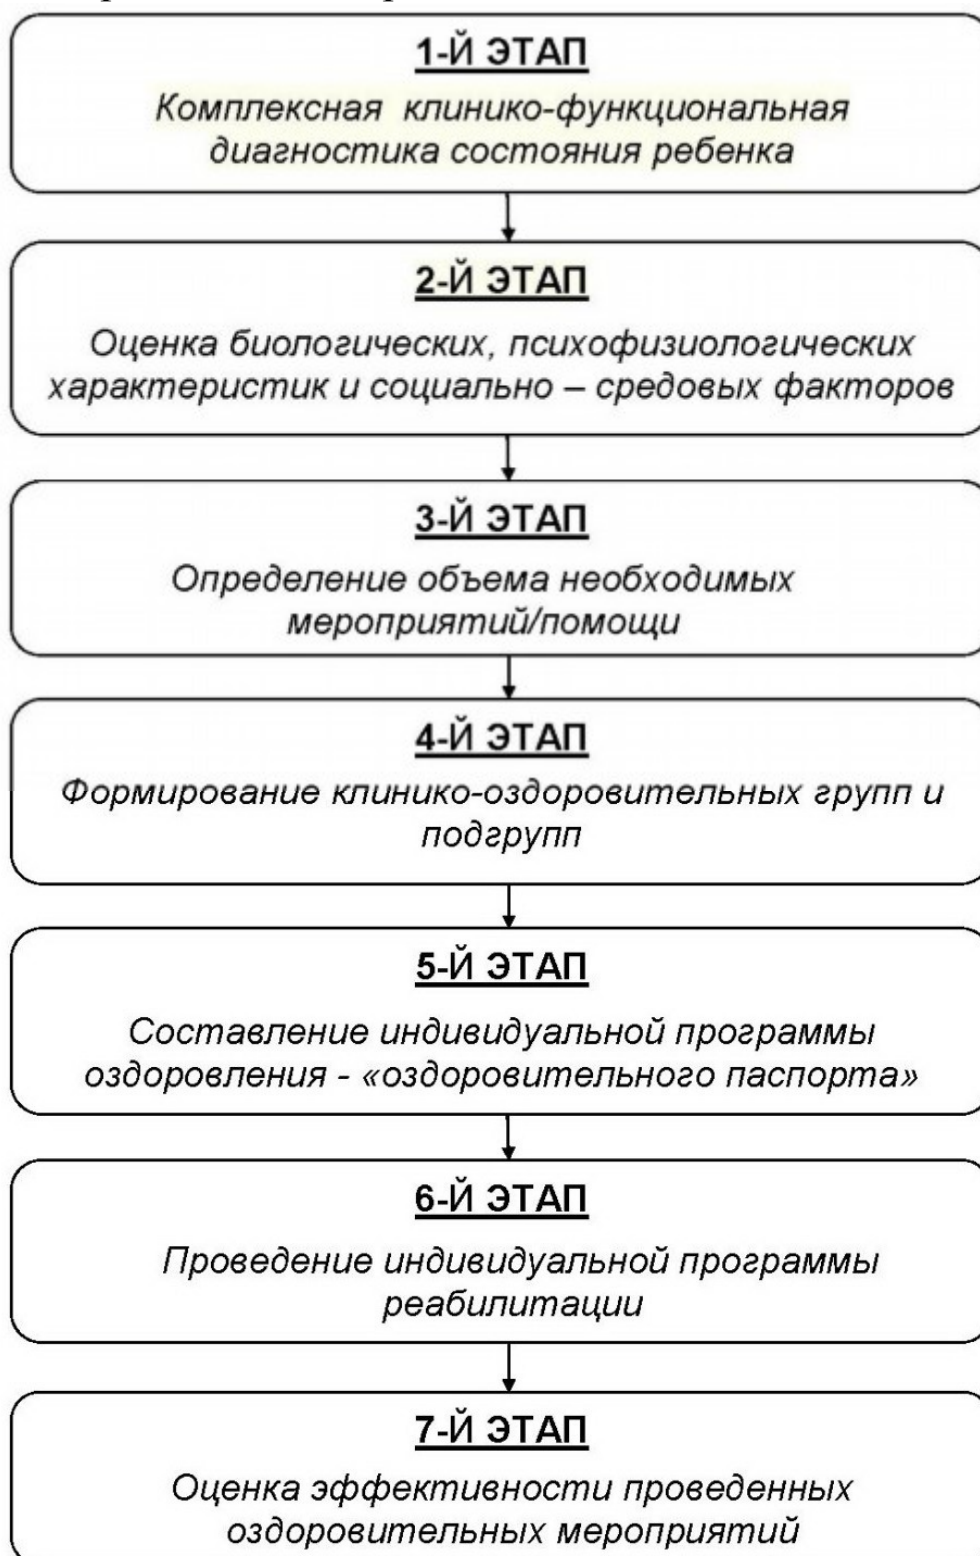 1-Й ЭТАП
Комплексная клинико-функциональная
диагностика состояния ребенка
2-Й ЭТАП
Оценка биологических, психофизиологических
характеристик и социально – средовых факторов
3-Й ЭТАП
Определение объема необходимых
мероприятий/помощи
4-Й ЭТАП
Формирование клинико-оздоровительных групп и
подгрупп
5-Й ЭТАП
Составление индивидуальной программы
оздоровления - «оздоровительного паспорта»
6-Й ЭТАП
Проведение индивидуальной программы
реабилитации
7-Й ЭТАП
Оценка эффективности проведенных
оздоровительных мероприятий